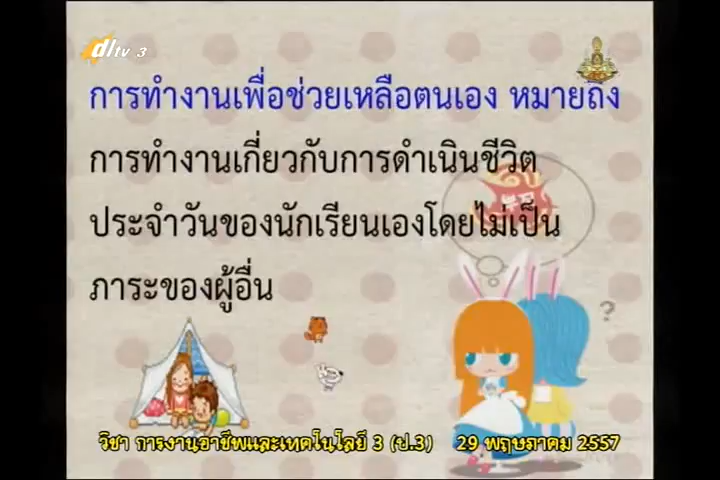 dltv 3
การทำงานเพื่อช่วยเหลือตนเอง หมายถึง
การทำงานเกี่ยวกับการดำเนินชีวิต
ประจำวันของนักเรียนเองโดยไม่เป็น
ภาระของผู้อื่น
?
วิชา การงานอาชีพและเทคโนโลยี 3 (ป.3) 29 พฤษภาคม 2557